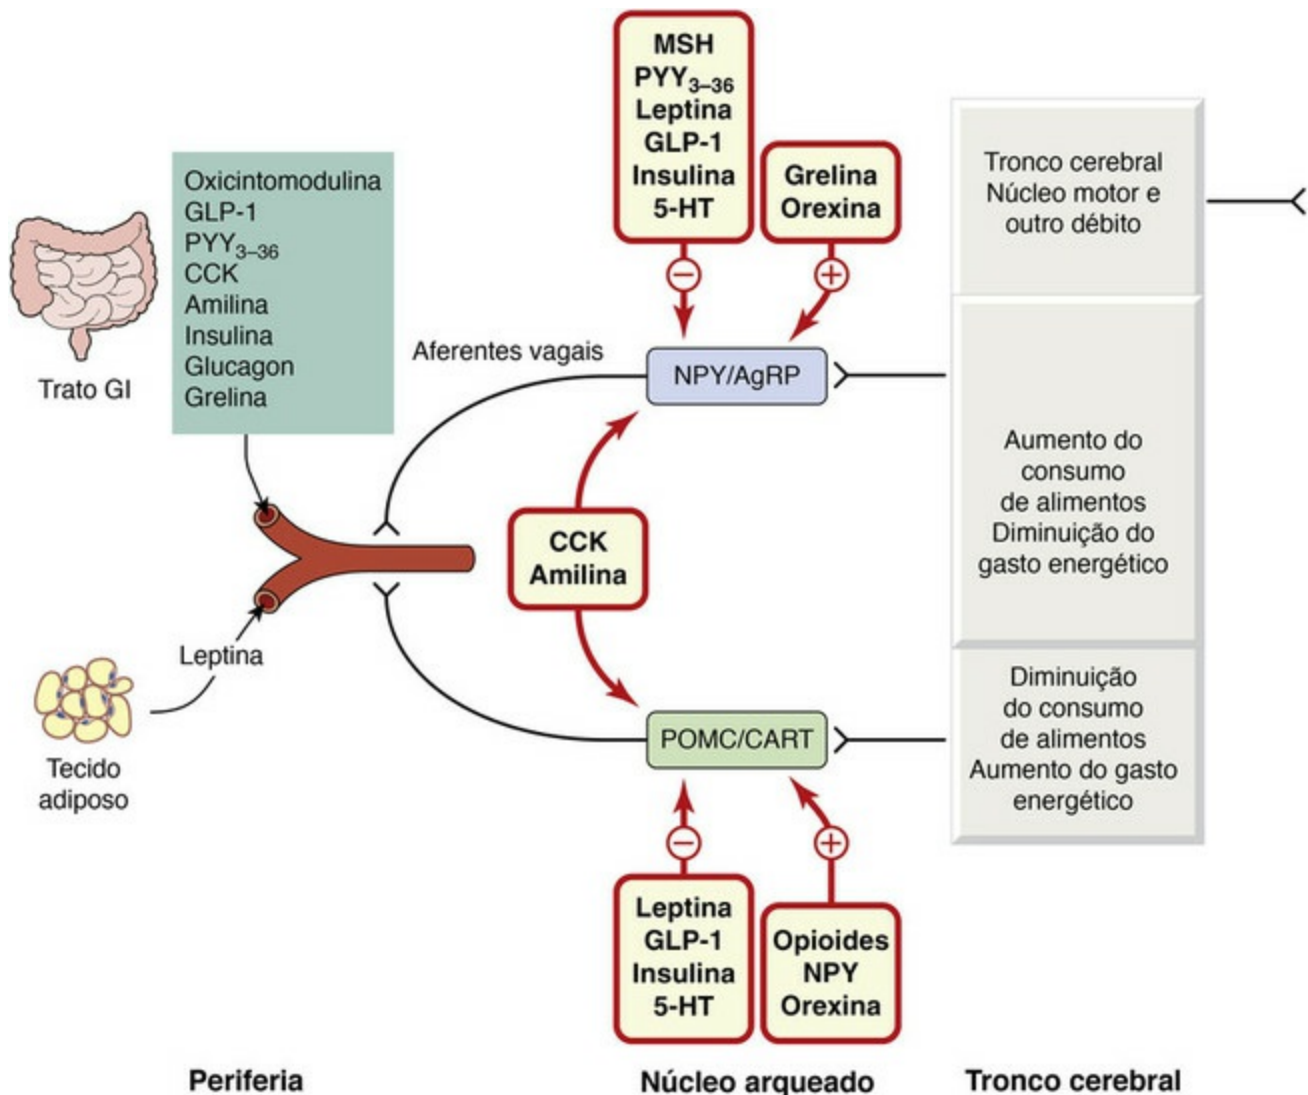 MSH
PYY3–36
Leptina
GLP-1
Insulina
5-HT
Grelina
Orexina
Tronco cerebral
Núcleo motor e
outro débito
Oxicintomodulina
GLP-1
PYY3–36
CCK
Amilina
Insulina
Glucagon
Grelina
Trato GI
Aferentes vagais
NPY/AgRP
Aumento do
consumo
de alimentos
Diminuição do
gasto energético
CCK
Amilina
Leptina
Tecido
adiposo
POMC/CART
Diminuição
do consumo
de alimentos
Aumento do gasto
energético
Leptina
GLP-1
Insulina
5-HT
Opioides
NPY
Orexina
Periferia
Núcleo arqueado
Tronco cerebral